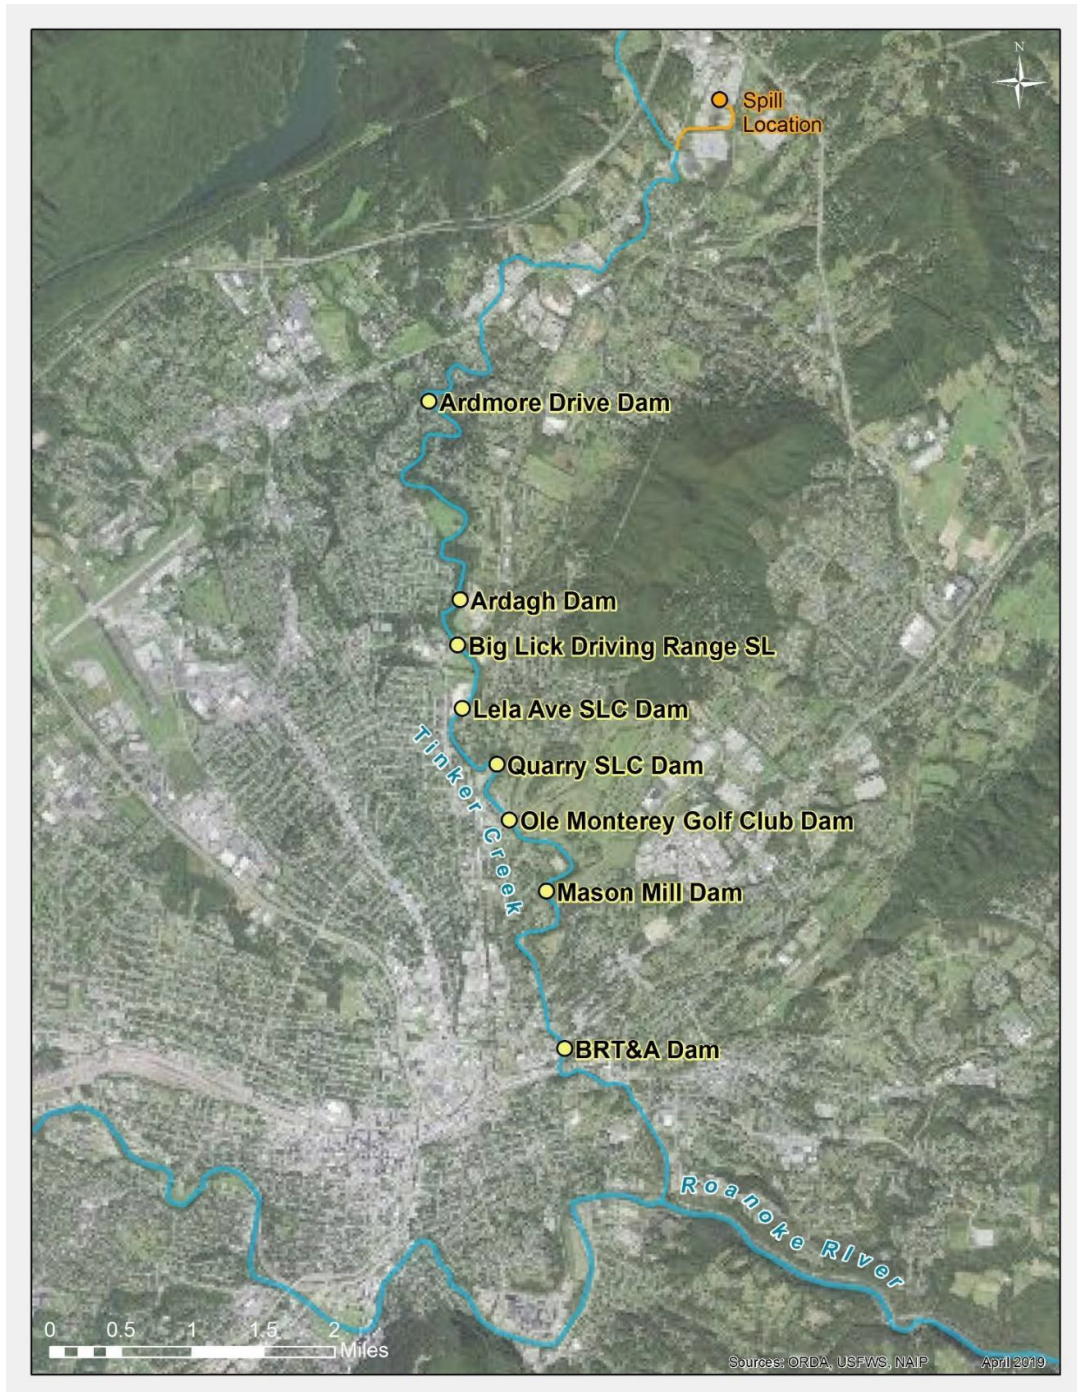 N
Spill
Location
Ardmore Drive Dam
Ardagh Dam
Big Lick Driving Range SL
Lela Ave SLC Dam
Tinker Creek
Quarry SLC Dam
Ole Monterey Golf Club Dam
Mason Mill Dam
BRT&A Dam
Roanoke RIver
0 0.5 1 1.5 2
Miles
Sources: ORDA, USFWS, NAIP April 2019